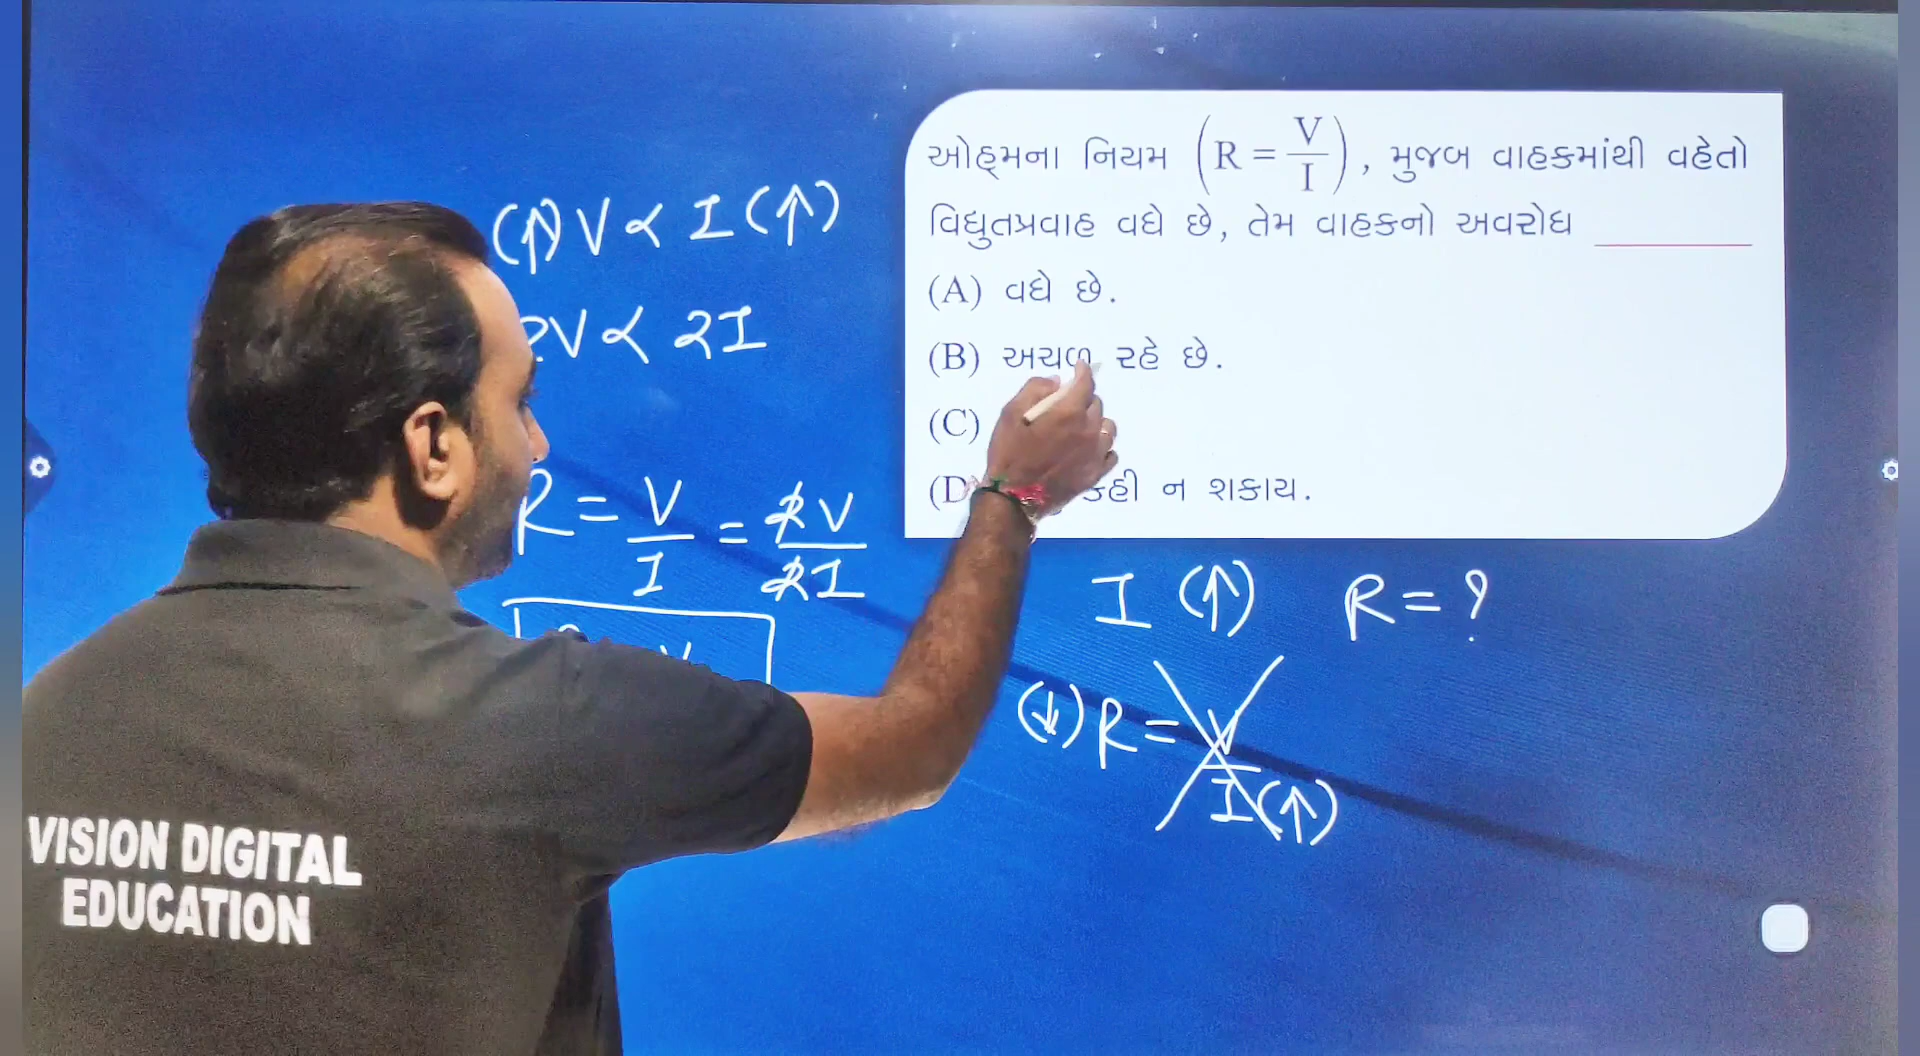 ઓહ્મના નિયમ (R = V/I), મુજબ વાહકમાંથી વહેતો
વિદ્યુતપ્રવાહ વધે છે, તેમ વાહકનો અવરોધ ______
(A) વધે છે.
(B) અચળ રહે છે.
(C)
(D) કહી ન શકાય.
(↑) V ∝ I (↑)
2V ∝ 2I
R = V/I = 2V/2I
I (↑) R = ?
(↓) R = V/I (↑)
VISION DIGITAL
EDUCATION